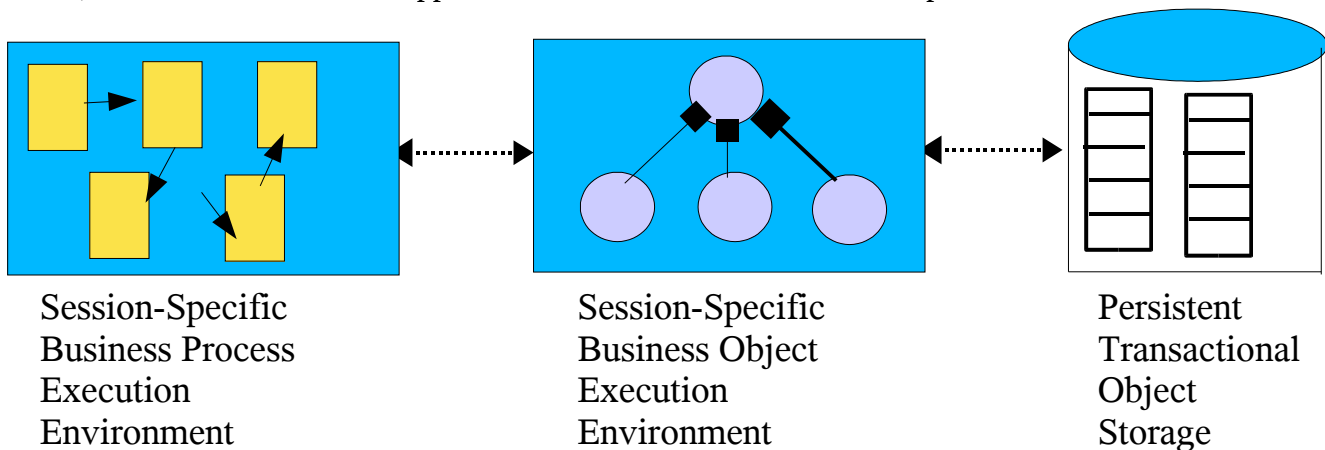 Session-Specific
Business Process
Execution
Environment
Session-Specific
Business Object
Execution
Environment
Persistent
Transactional
Object
Storage